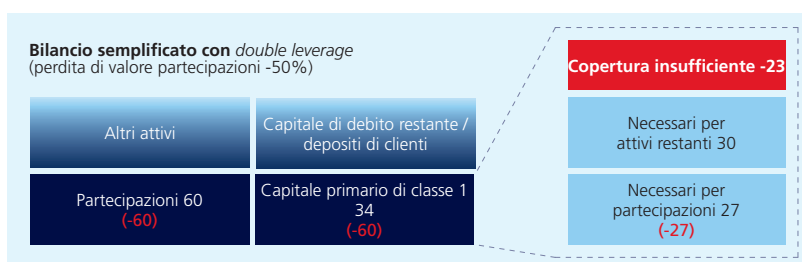 Bilancio semplificato con double leverage
(perdita di valore partecipazioni -50%)
Altri attivi
Capitale di debito restante /
depositi di clienti
Partecipazioni 60
(-60)
Capitale primario di classe 1
34
(-60)
Copertura insufficiente -23
Necessari per
attivi restanti 30
Necessari per
partecipazioni 27
(-27)